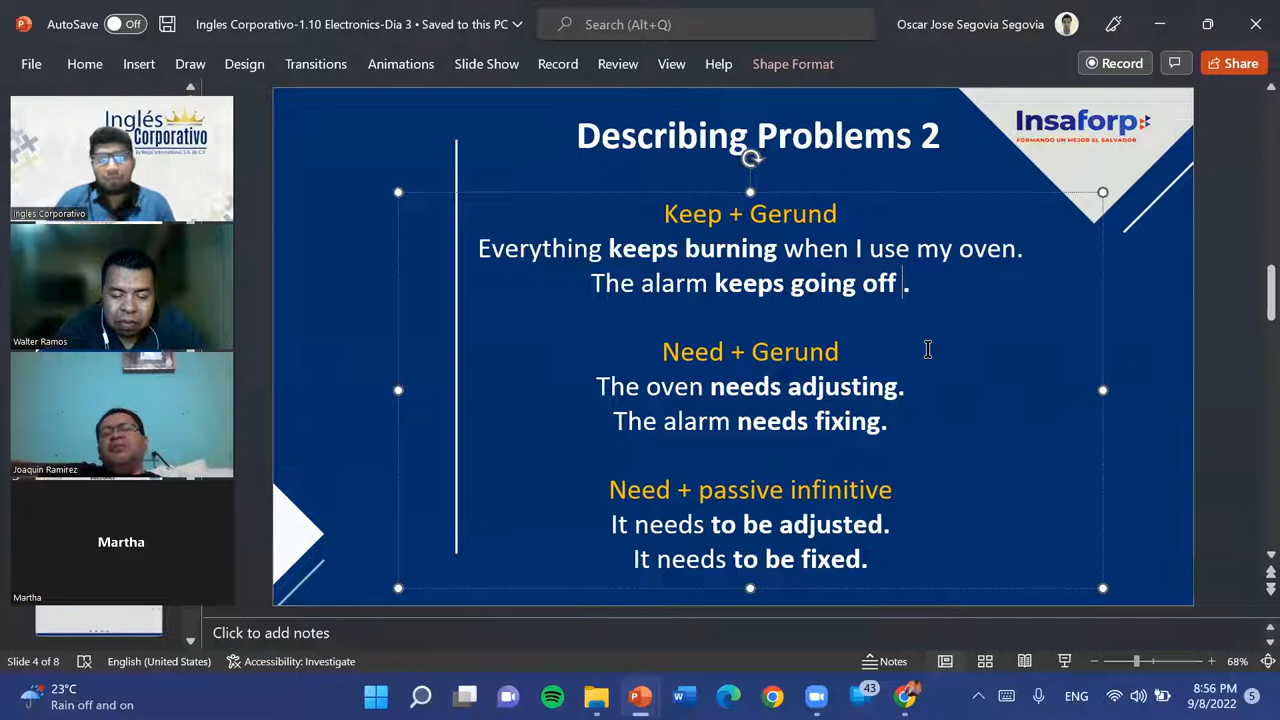 AutoSave Off Ingles Corporativo-1.10 Electronics-Dia 3 • Saved to this PC Search (Alt+Q) Oscar Jose Segovia Segovia
File Home Insert Draw Design Transitions Animations Slide Show Record Review View Help Shape Format Record Share
Inglés
Corporativo
Ingles Corporativo
Walter Ramos
Joaquin Ramirez
Martha
Martha
Describing Problems 2
Insaforp
FORMANDO UN MEJOR EL SALVADOR
Keep + Gerund
Everything keeps burning when I use my oven.
The alarm keeps going off .
Need + Gerund
The oven needs adjusting.
The alarm needs fixing.
Need + passive infinitive
It needs to be adjusted.
It needs to be fixed.
Click to add notes
Slide 4 of 8 English (United States) Accessibility: Investigate Notes 68%
23°C
Rain off and on
43
ENG
8:56 PM
9/8/2022
5